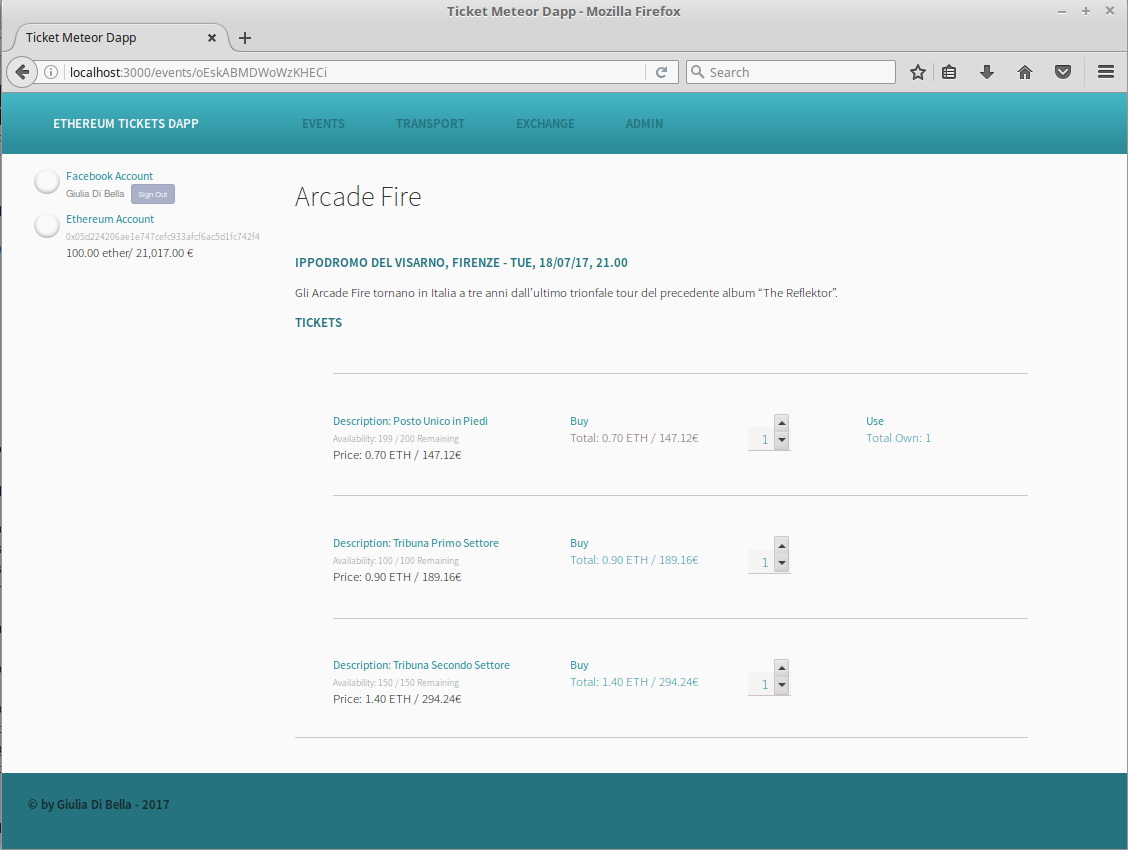 Ticket Meteor Dapp - Mozilla Firefox
Ticket Meteor Dapp
localhost:3000/events/oEskABMDWoWzKHECi
Search
ETHEREUM TICKETS DAPP EVENTS TRANSPORT EXCHANGE ADMIN
Facebook Account
Giulia Di Bella Sign Out
Ethereum Account
0x05d224206ae1e747cefc933afcf6ac5d1fc742f4
100.00 ether/ 21,017.00 €
Arcade Fire
IPPODROMO DEL VISARNO, FIRENZE - TUE, 18/07/17, 21.00
Gli Arcade Fire tornano in Italia a tre anni dall'ultimo trionfale tour del precedente album “The Reflektor”.
TICKETS
Description: Posto Unico in Piedi Buy Use
Availability: 199 / 200 Remaining Total: 0.70 ETH / 147.12€ 1 Total Own: 1
Price: 0.70 ETH / 147.12€
Description: Tribuna Primo Settore Buy
Availability: 100 / 100 Remaining Total: 0.90 ETH / 189.16€ 1
Price: 0.90 ETH / 189.16€
Description: Tribuna Secondo Settore Buy
Availability: 150 / 150 Remaining Total: 1.40 ETH / 294.24€ 1
Price: 1.40 ETH / 294.24€
© by Giulia Di Bella - 2017